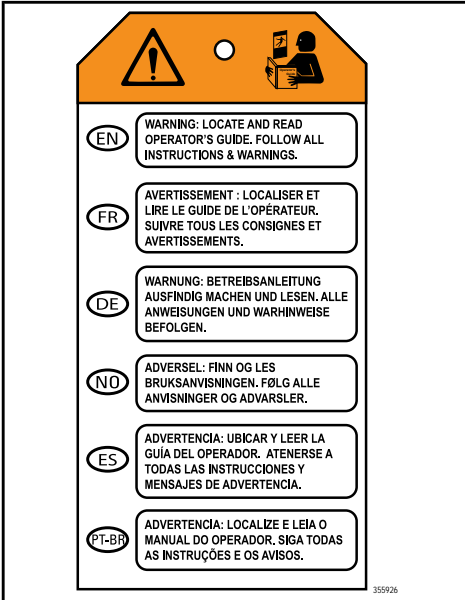 EN
WARNING: LOCATE AND READ
OPERATOR'S GUIDE. FOLLOW ALL
INSTRUCTIONS & WARNINGS.
FR
AVERTISSEMENT : LOCALISER ET
LIRE LE GUIDE DE L'OPÉRATEUR.
SUIVRE TOUS LES CONSIGNES ET
AVERTISSEMENTS.
DE
WARNUNG: BETREIBSANLEITUNG
AUSFINDIG MACHEN UND LESEN. ALLE
ANWEISUNGEN UND WARHINWEISE
BEFOLGEN.
NO
ADVERSEL: FINN OG LES
BRUKSANVISNINGEN. FØLG ALLE
ANVISNINGER OG ADVARSLER.
ES
ADVERTENCIA: UBICAR Y LEER LA
GUÍA DEL OPERADOR. ATENERSE A
TODAS LAS INSTRUCCIONES Y
MENSAJES DE ADVERTENCIA.
PT-BR
ADVERTENCIA: LOCALIZE E LEIA O
MANUAL DO OPERADOR. SIGA TODAS
AS INSTRUÇÕES E OS AVISOS.
355926